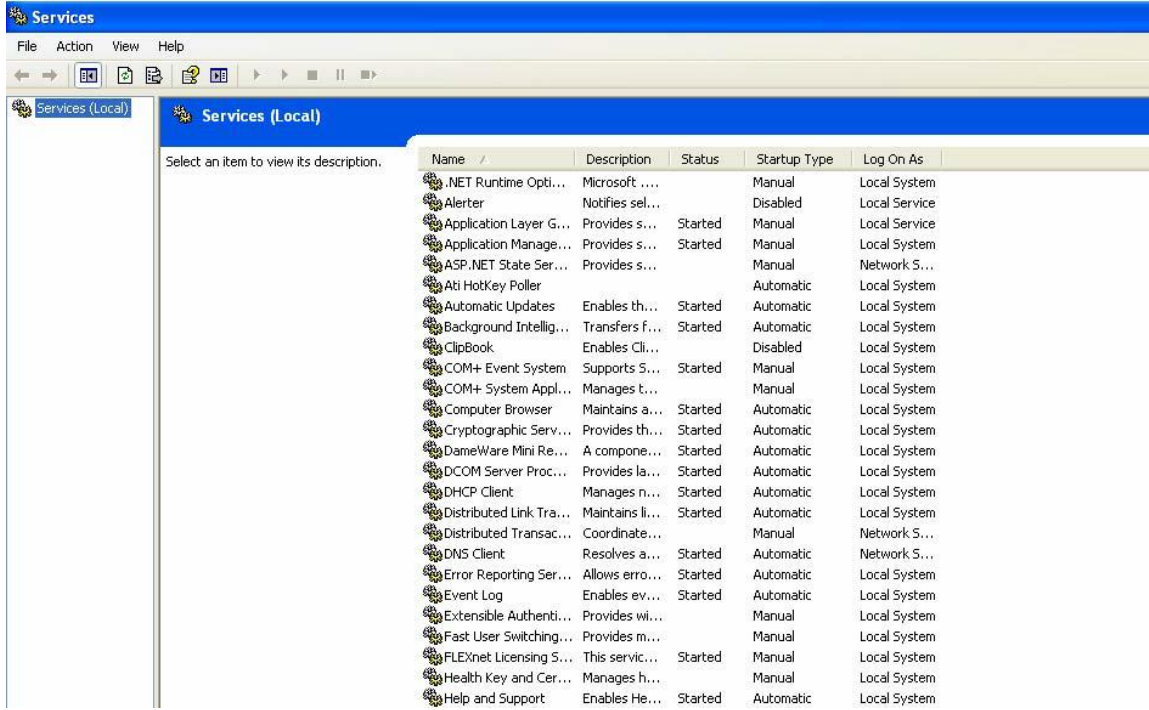 Services
File Action View Help
Services (Local)
Services (Local)
Select an item to view its description.
Name Description Status Startup Type Log On As
.NET Runtime Opti... Microsoft .... Manual Local System
Alerter Notifies sel... Disabled Local Service
Application Layer G... Provides s... Started Manual Local Service
Application Manage... Provides s... Started Manual Local System
ASP.NET State Ser... Provides s... Manual Network S...
Ati HotKey Poller Automatic Local System
Automatic Updates Enables th... Started Automatic Local System
Background Intellig... Transfers f... Started Automatic Local System
ClipBook Enables Cli... Disabled Local System
COM+ Event System Supports S... Started Manual Local System
COM+ System Appl... Manages t... Manual Local System
Computer Browser Maintains a... Started Automatic Local System
Cryptographic Serv... Provides th... Started Automatic Local System
DameWare Mini Re... A compone... Started Automatic Local System
DCOM Server Proc... Provides la... Started Automatic Local System
DHCP Client Manages n... Started Automatic Local System
Distributed Link Tra... Maintains li... Started Automatic Local System
Distributed Transac... Coordinate... Manual Network S...
DNS Client Resolves a... Started Automatic Network S...
Error Reporting Ser... Allows erro... Started Automatic Local System
Event Log Enables ev... Started Automatic Local System
Extensible Authenti... Provides wi... Manual Local System
Fast User Switching... Provides m... Manual Local System
FLEXnet Licensing S... This servic... Started Manual Local System
Health Key and Cer... Manages h... Manual Local System
Help and Support Enables He... Started Automatic Local System